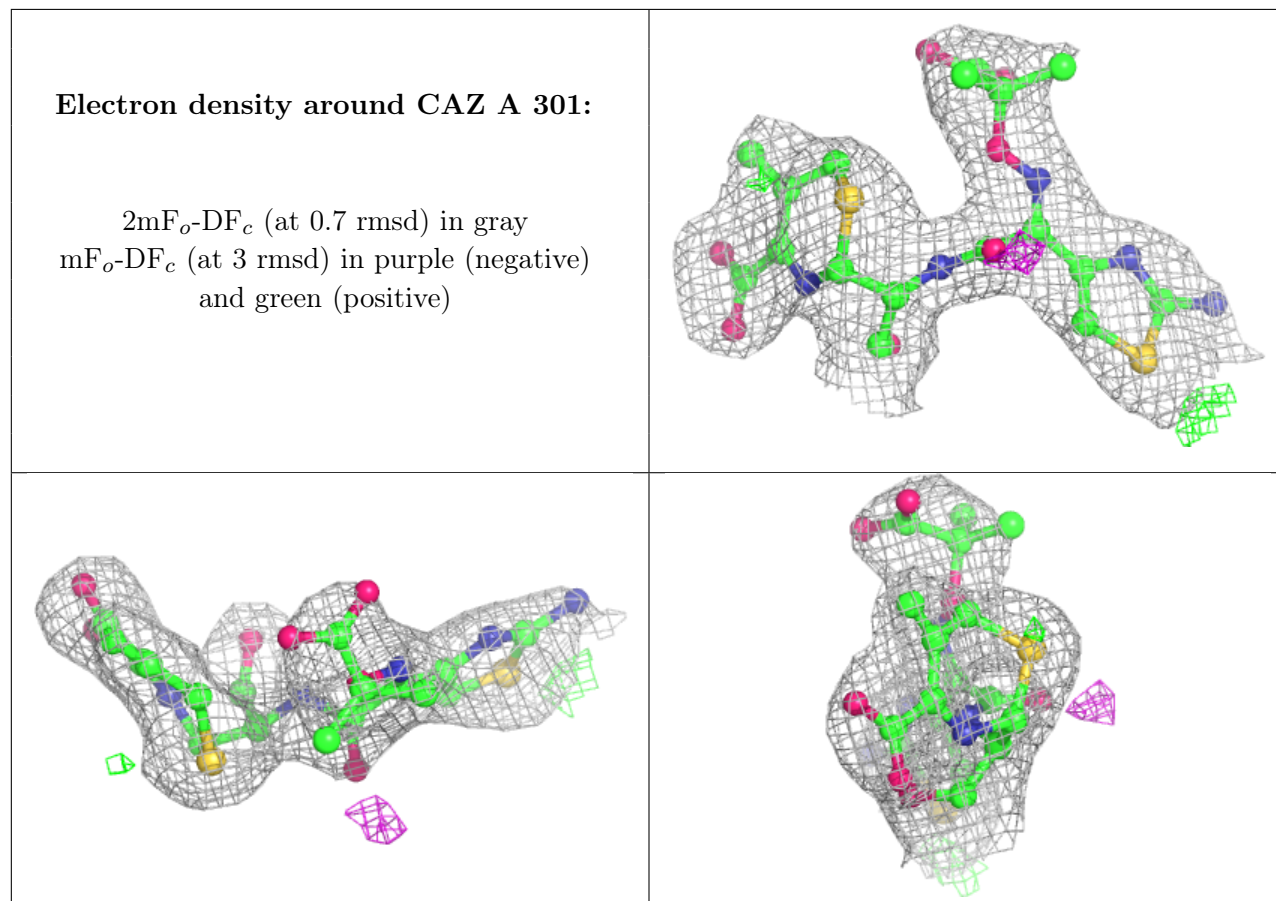 Electron density around CAZ A 301:
2mFo-DFc (at 0.7 rmsd) in gray
mFo-DFc (at 3 rmsd) in purple (negative)
and green (positive)